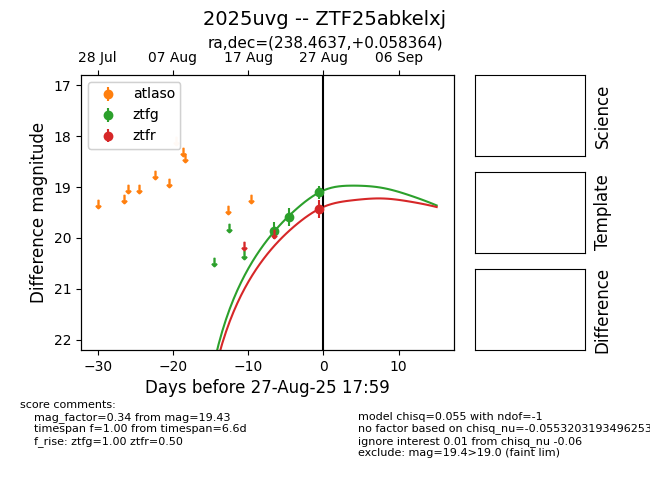 2025uvg -- ZTF25abkelxj
ra,dec=(238.4637,+0.058364)
28 Jul 07 Aug 17 Aug 27 Aug 06 Sep
17
18
19
20
21
22
Difference magnitude
atlaso
ztfg
ztfr
−30 −20 −10 0 10
Days before 27-Aug-25 17:59
Science
Template
Difference
score comments:
mag_factor=0.34 from mag=19.43
timespan f=1.00 from timespan=6.6d
f_rise: ztfg=1.00 ztfr=0.50
model chisq=0.055 with ndof=-1
no factor based on chisq_nu=-0.0553203193496253
ignore interest 0.01 from chisq_nu -0.06
exclude: mag=19.4>19.0 (faint lim)